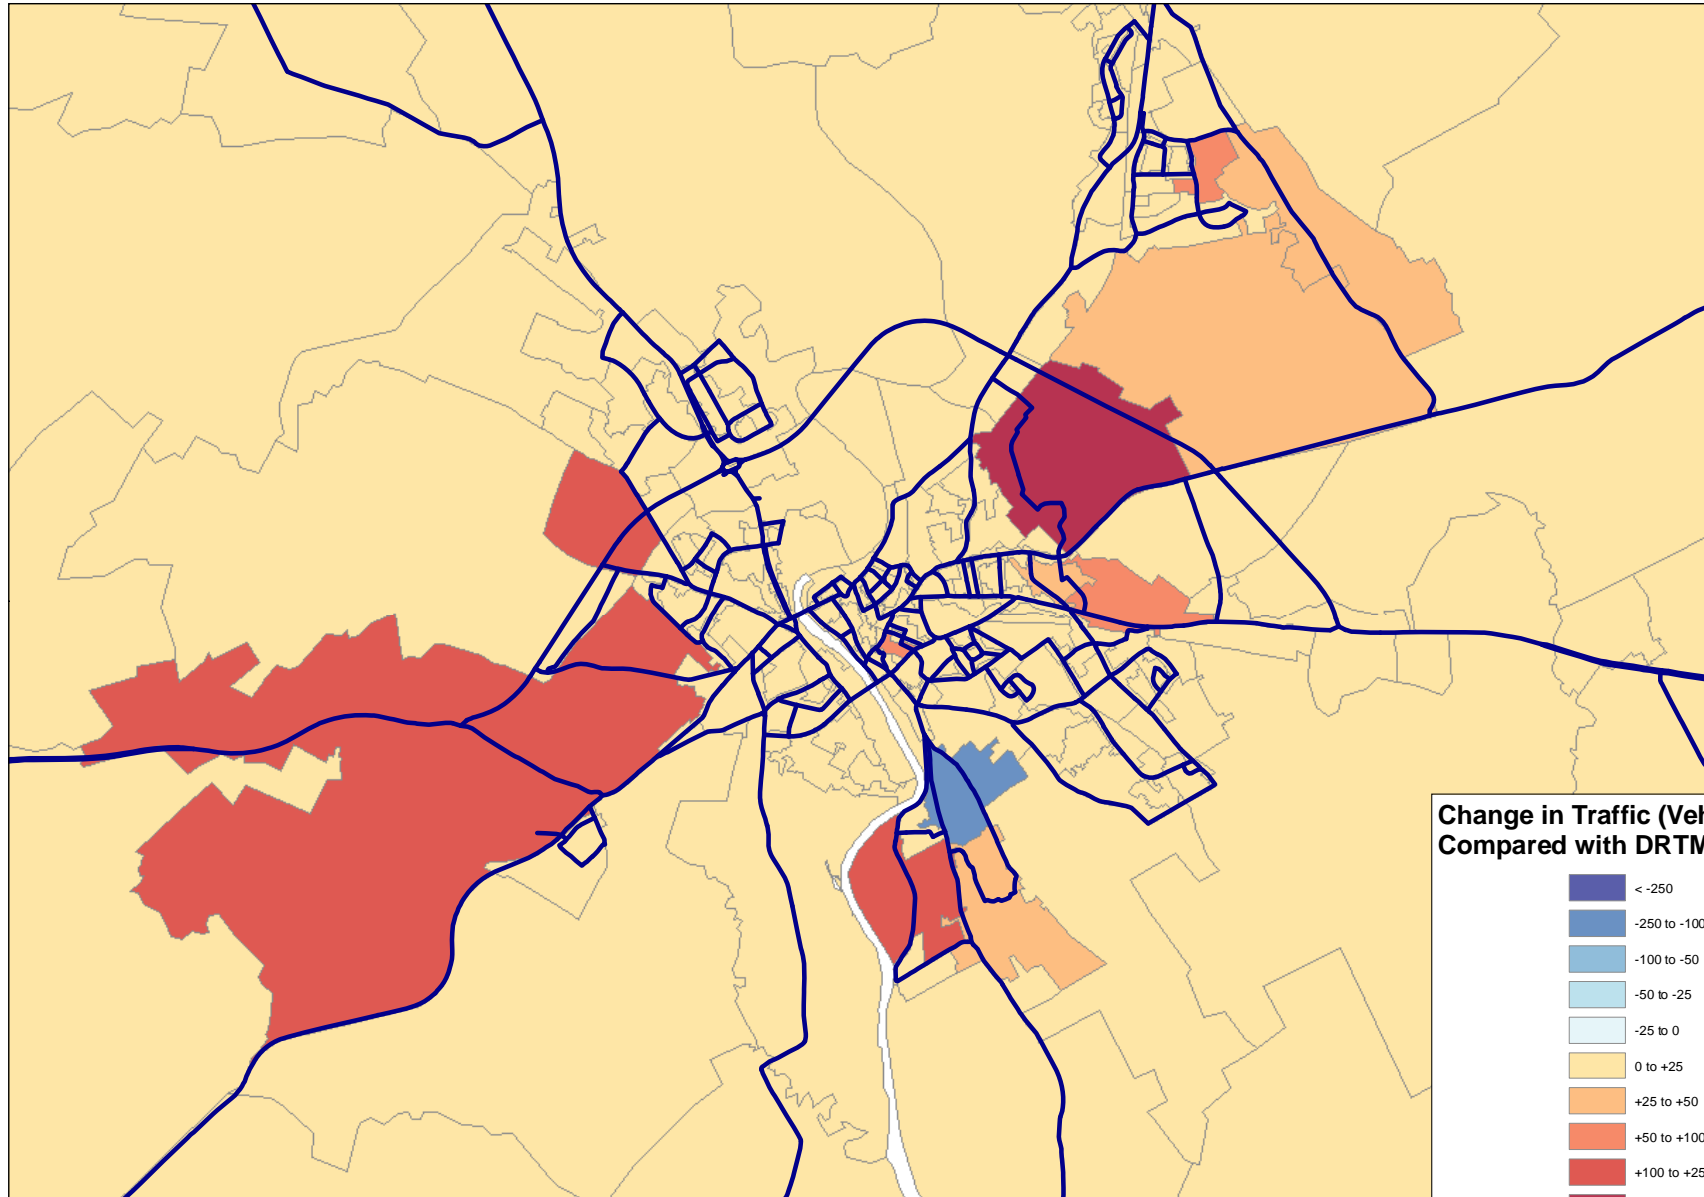 Change in Traffic (Veh
Compared with DRTM
< -250
-250 to -100
-100 to -50
-50 to -25
-25 to 0
0 to +25
+25 to +50
+50 to +100
+100 to +25